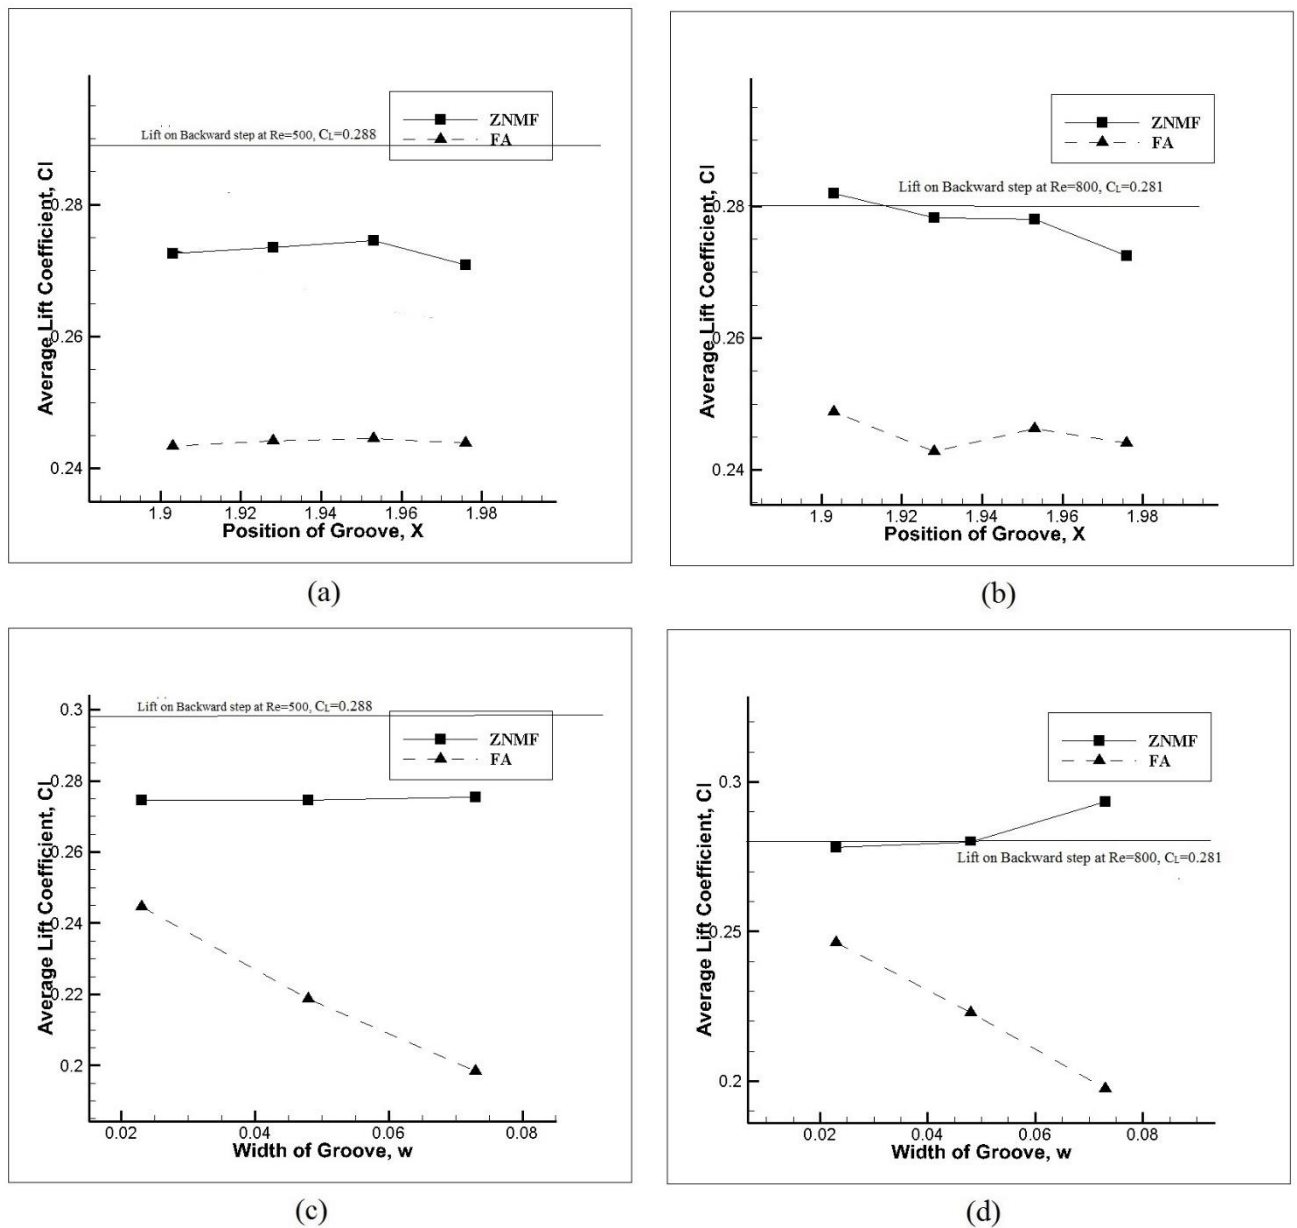 Average Lift Coefficient, Cl
0.28
0.26
0.24
Lift on Backward step at Re=500, CL=0.288
ZNMF
FA
1.9 1.92 1.94 1.96 1.98
Position of Groove, X
(a)
Average Lift Coefficient, Cl
0.28
0.26
0.24
ZNMF
FA
Lift on Backward step at Re=800, CL=0.281
1.9 1.92 1.94 1.96 1.98
Position of Groove, X
(b)
Average Lift Coefficient, Cl
0.3
0.28
0.26
0.24
0.22
0.2
Lift on Backward step at Re=500, CL=0.288
ZNMF
FA
0.02 0.04 0.06 0.08
Width of Groove, w
(c)
Average Lift Coefficient, Cl
0.3
0.25
0.2
ZNMF
FA
Lift on Backward step at Re=800, CL=0.281
0.02 0.04 0.06 0.08
Width of Groove, w
(d)